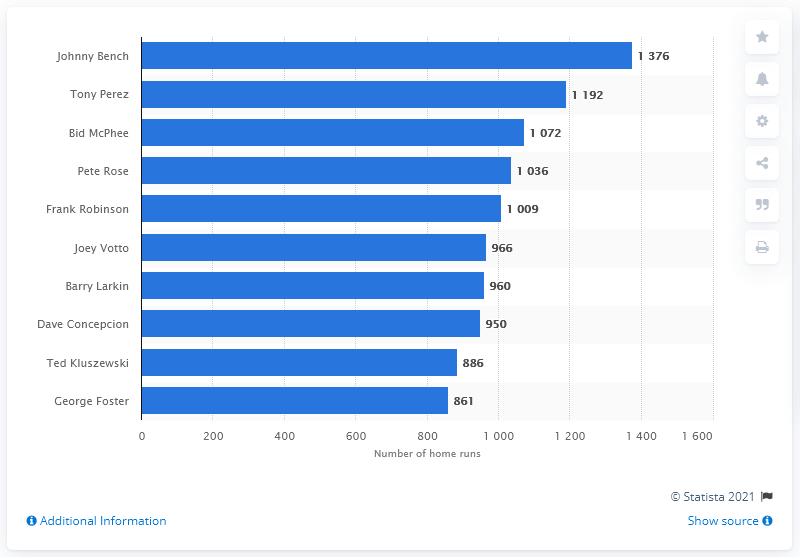 Johnny Bench 1 376
Tony Perez 1 192
Bid McPhee 1 072
Pete Rose 1 036
Frank Robinson 1 009
Joey Votto 966
Barry Larkin 960
Dave Concepcion 950
Ted Kluszewski 886
George Foster 861
0 200 400 600 800 1 000 1 200 1 400 1 600
Number of home runs
© Statista 2021
Additional Information Show source